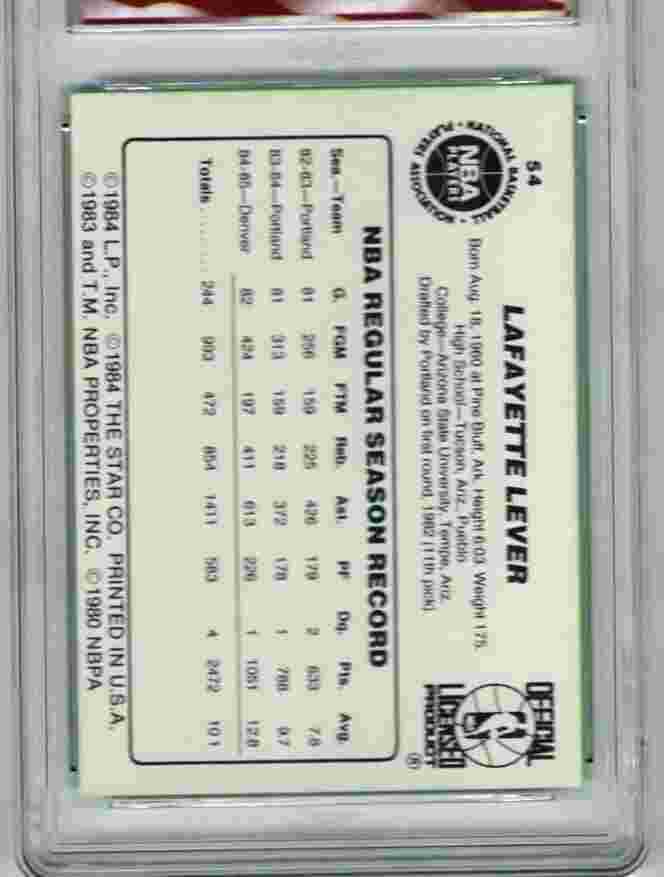 54
NATIONAL BASKETBALL
NBA
PLAYERS
PLAYERS ASSOCIATION
LAFAYETTE LEVER
Born Aug. 18, 1960 at Pine Bluff, Ark. Height 6:03. Weight 175.
High School—Tucson, Ariz., Pueblo
College—Arizona State University, Tempe, Ariz.
Drafted by Portland on first round, 1982 (11th pick)
OFFICIAL
LICENSED
PRODUCT
®
NBA REGULAR SEASON RECORD
Sea.—Team G. FGM FTM Reb. Ast. PF Dq. Pts. Avg.
82-83—Portland 81 256 159 225 426 179 2 633 7.8
83-84—Portland 81 313 159 218 372 178 1 788 9.7
84-85—Denver 82 424 197 411 613 226 1 1051 12.8
Totals ........ 244 993 472 854 1411 583 4 2472 10.1
©1984 L.P., Inc. ©1984 THE STAR CO. PRINTED IN U.S.A.
©1983 and T.M. NBA PROPERTIES, INC. ©1980 NBPA